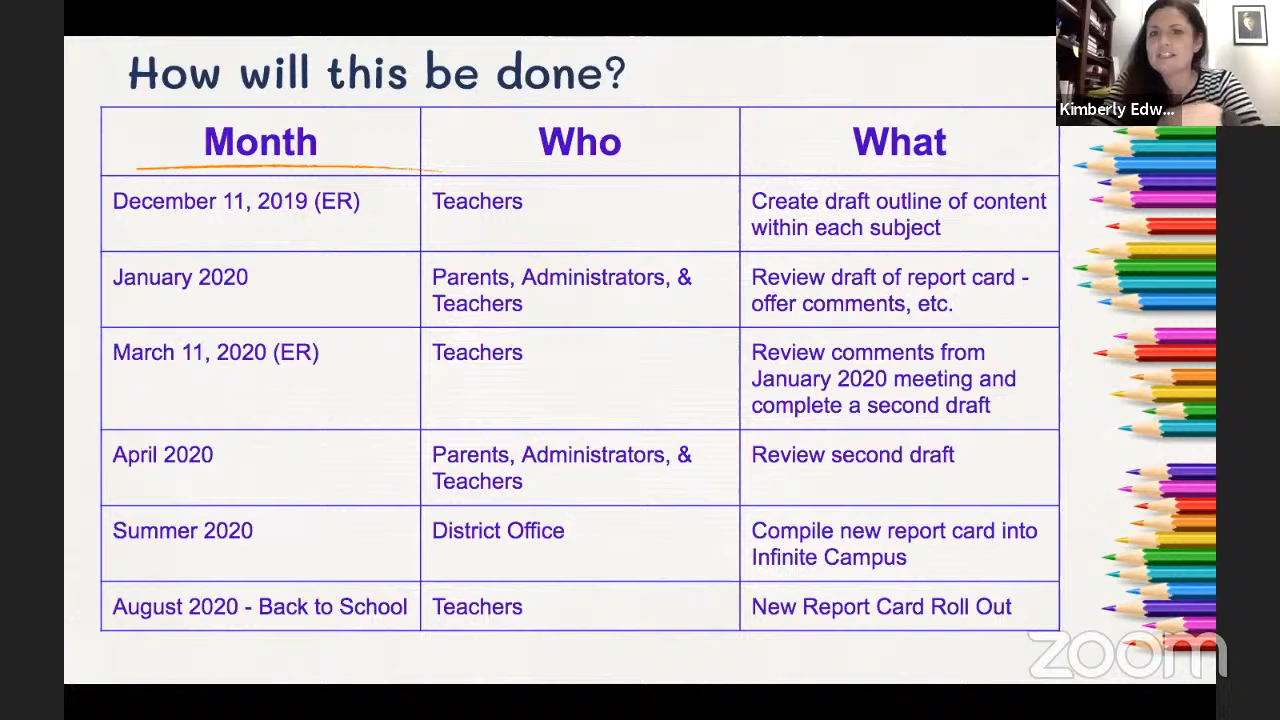 How will this be done?
Kimberly Edw...
Month Who What
December 11, 2019 (ER) Teachers Create draft outline of content
within each subject
January 2020 Parents, Administrators, & Review draft of report card -
Teachers offer comments, etc.
March 11, 2020 (ER) Teachers Review comments from
January 2020 meeting and
complete a second draft
April 2020 Parents, Administrators, & Review second draft
Teachers
Summer 2020 District Office Compile new report card into
Infinite Campus
August 2020 - Back to School Teachers New Report Card Roll Out
zoom